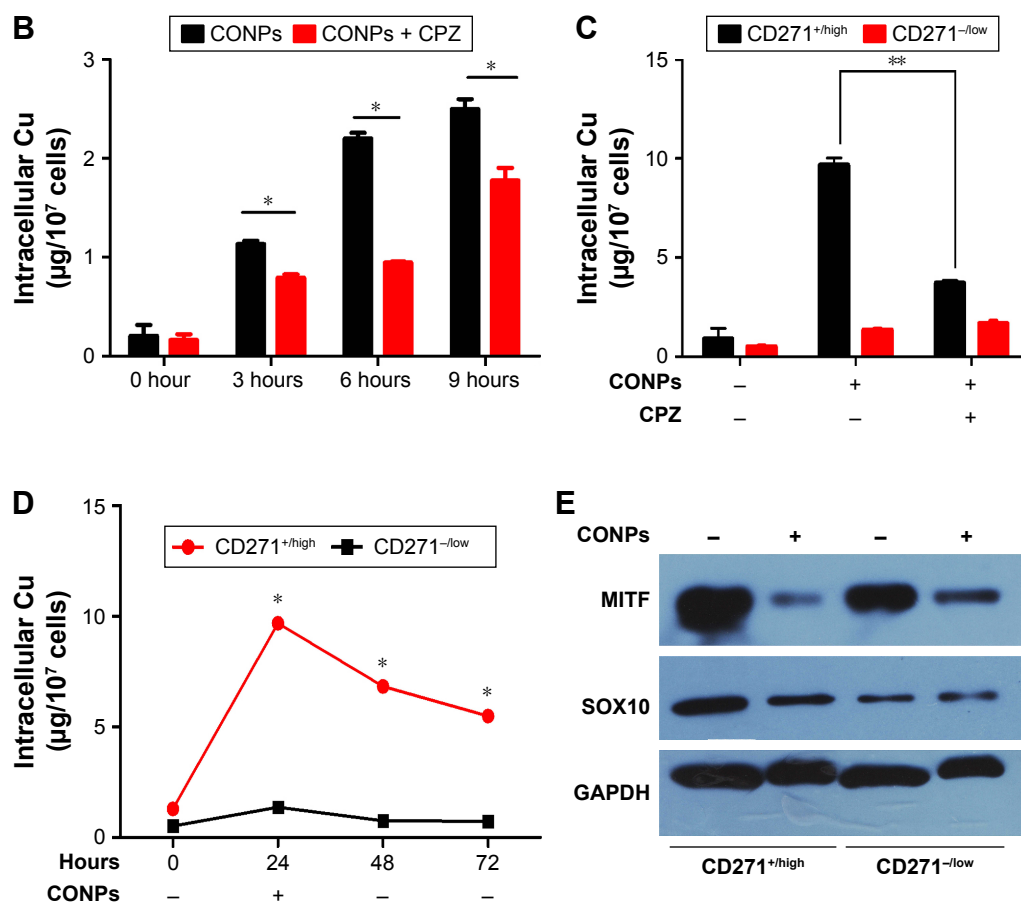 B
CONPs CONPs + CPZ
Intracellular Cu
(µg/10⁷ cells)
3
2
1
0
*
*
*
0 hour 3 hours 6 hours 9 hours
C
CD271⁺/ʰⁱᵍʰ CD271⁻/ˡᵒʷ
Intracellular Cu
(µg/10⁷ cells)
15
10
5
0
**
CONPs – + +
CPZ – – +
D
CD271⁺/ʰⁱᵍʰ CD271⁻/ˡᵒʷ
Intracellular Cu
(µg/10⁷ cells)
15
10
5
0
*
*
*
Hours 0 24 48 72
CONPs – + – –
E
CONPs – + – +
MITF
SOX10
GAPDH
CD271⁺/ʰⁱᵍʰ CD271⁻/ˡᵒʷ